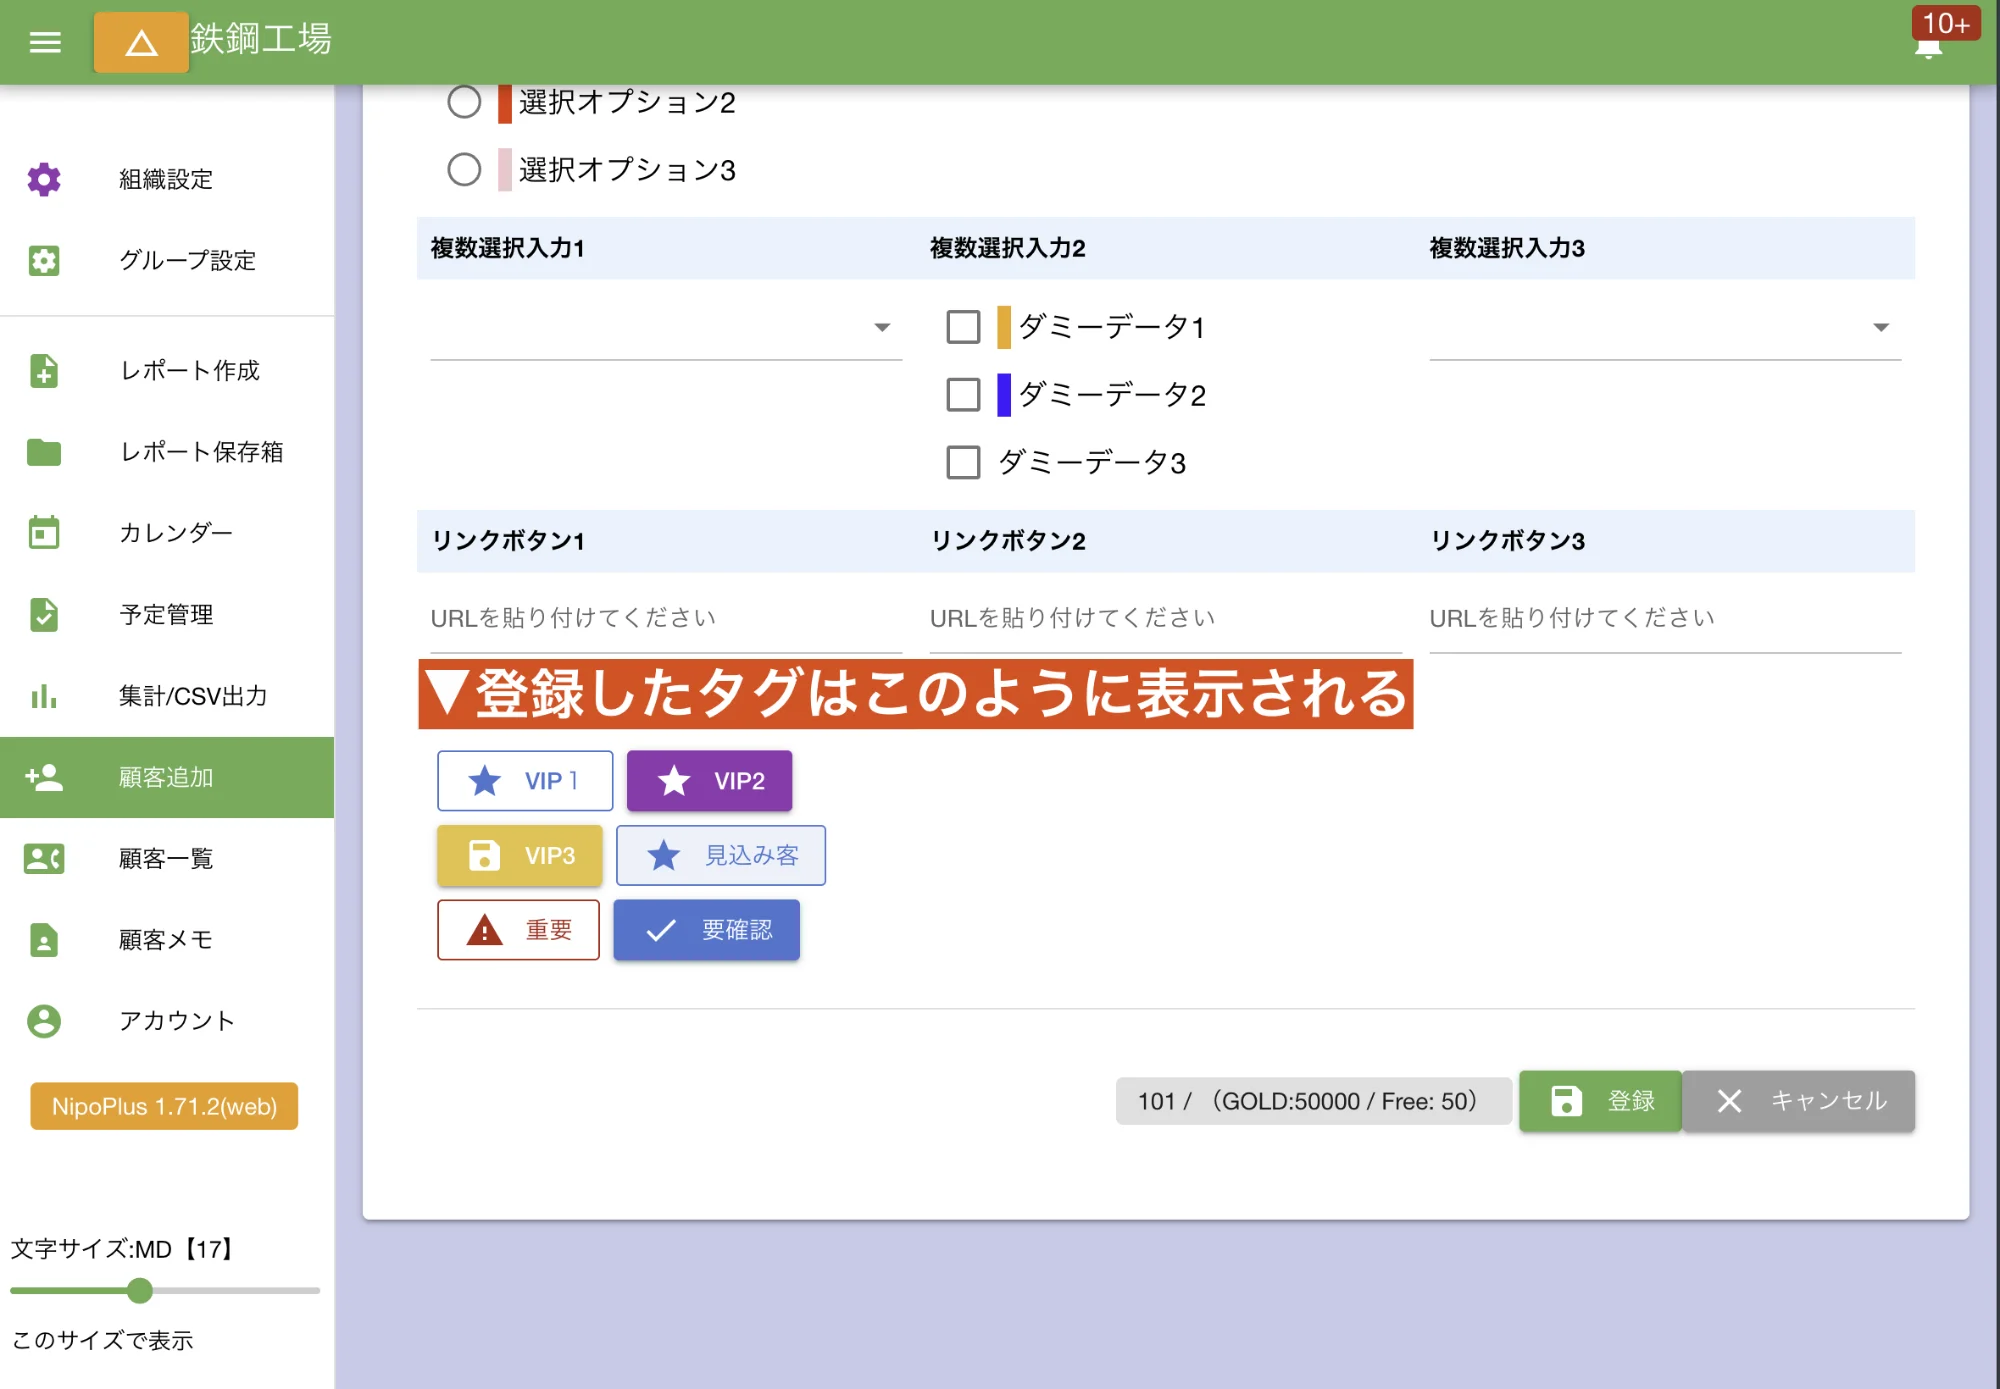 鉄鋼工場
10+
組織設定
グループ設定
レポート作成
レポート保存箱
カレンダー
予定管理
集計/CSV出力
顧客追加
顧客一覧
顧客メモ
アカウント
NipoPlus 1.71.2(web)
文字サイズ:MD【17】
このサイズで表示
選択オプション2
選択オプション3
複数選択入力1 複数選択入力2 複数選択入力3
ダミーデータ1
ダミーデータ2
ダミーデータ3
リンクボタン1 リンクボタン2 リンクボタン3
URLを貼り付けてください URLを貼り付けてください URLを貼り付けてください
▼登録したタグはこのように表示される
VIP１ VIP2
VIP3 見込み客
重要 要確認
101 / （GOLD:50000 / Free: 50） 登録 キャンセル